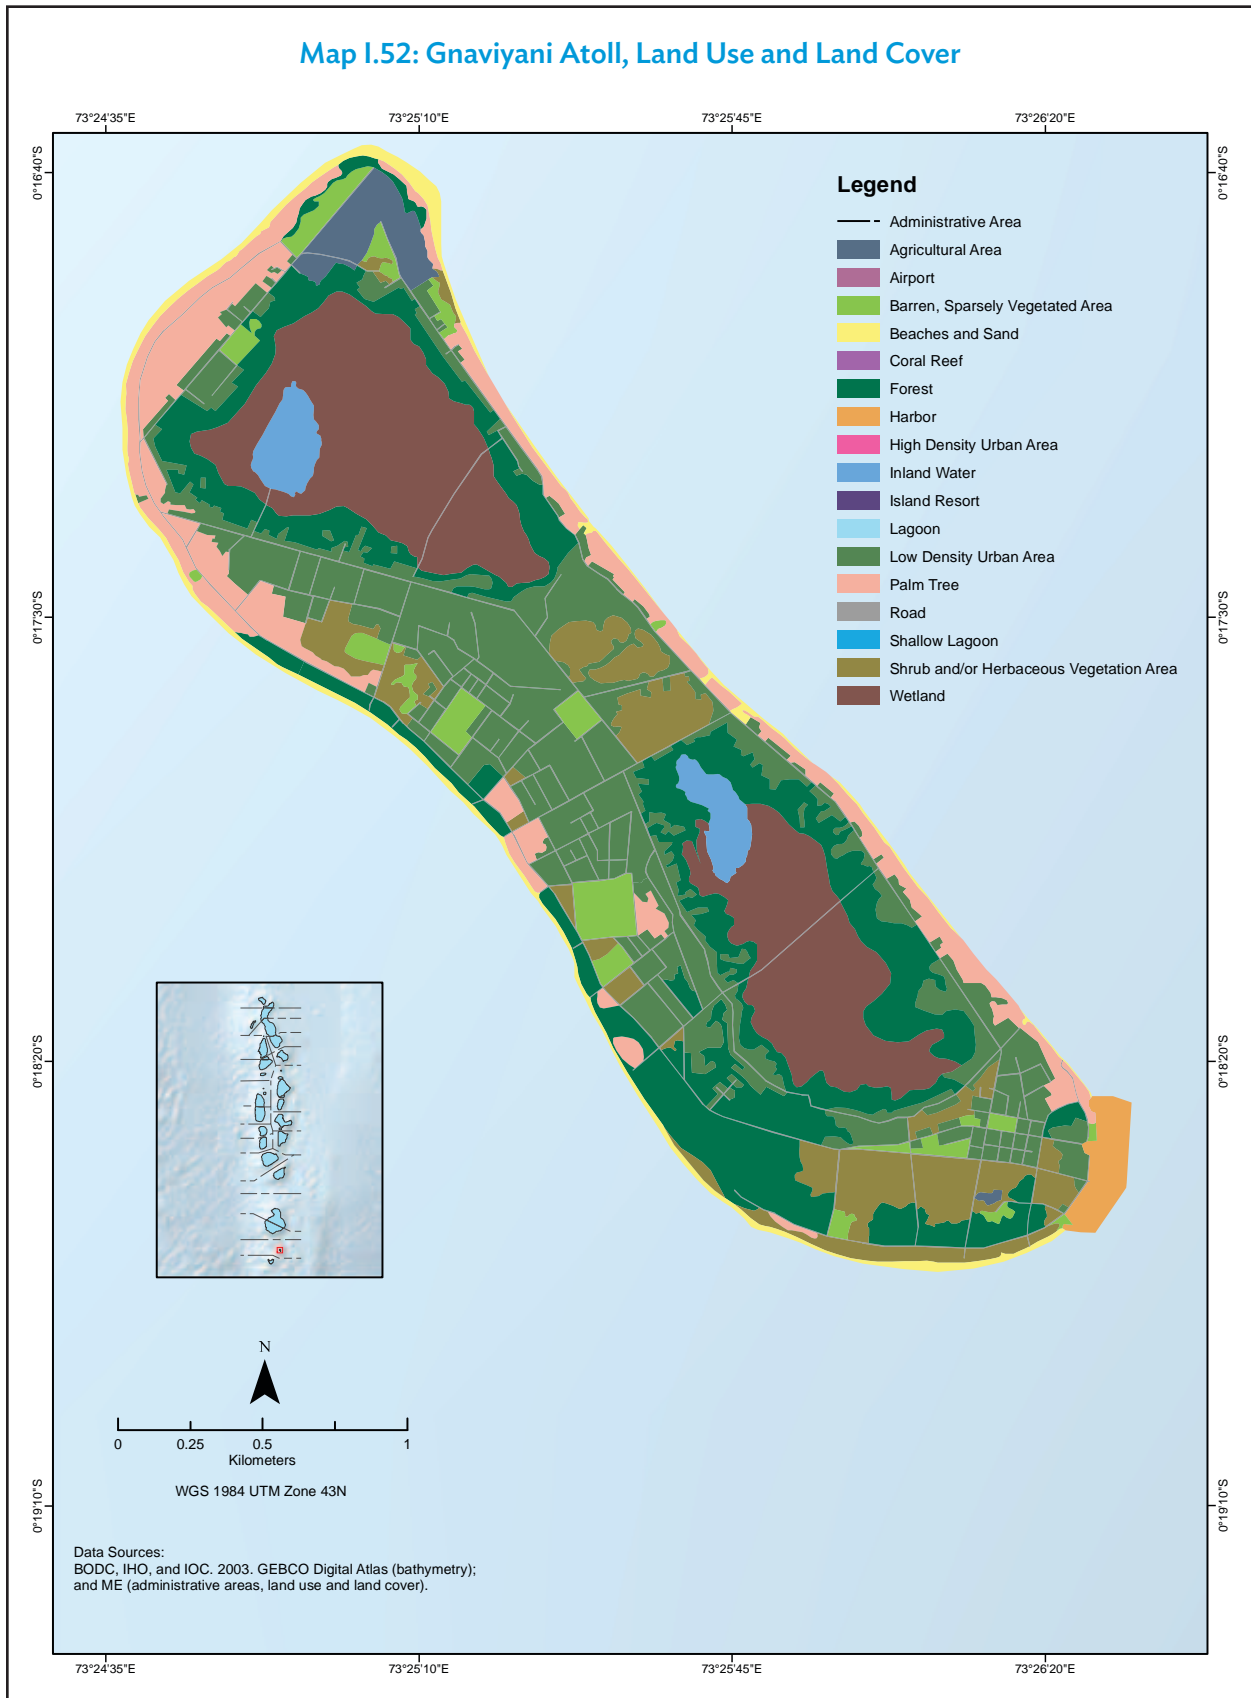 Map I.52: Gnaviyani Atoll, Land Use and Land Cover
73°24'35"E
73°25'10"E
73°25'45"E
73°26'20"E
0°16'40"S
0°16'40"S
Legend
Administrative Area
Agricultural Area
Airport
Barren, Sparsely Vegetated Area
Beaches and Sand
Coral Reef
Forest
Harbor
High Density Urban Area
Inland Water
Island Resort
Lagoon
Low Density Urban Area
Palm Tree
Road
Shallow Lagoon
Shrub and/or Herbaceous Vegetation Area
Wetland
0°17'30"S
0°17'30"S
0°18'20"S
0°18'20"S
N
0
0.25
0.5
1
Kilometers
WGS 1984 UTM Zone 43N
0°19'10"S
0°19'10"S
Data Sources:
BODC, IHO, and IOC. 2003. GEBCO Digital Atlas (bathymetry);
and ME (administrative areas, land use and land cover).
73°24'35"E
73°25'10"E
73°25'45"E
73°26'20"E